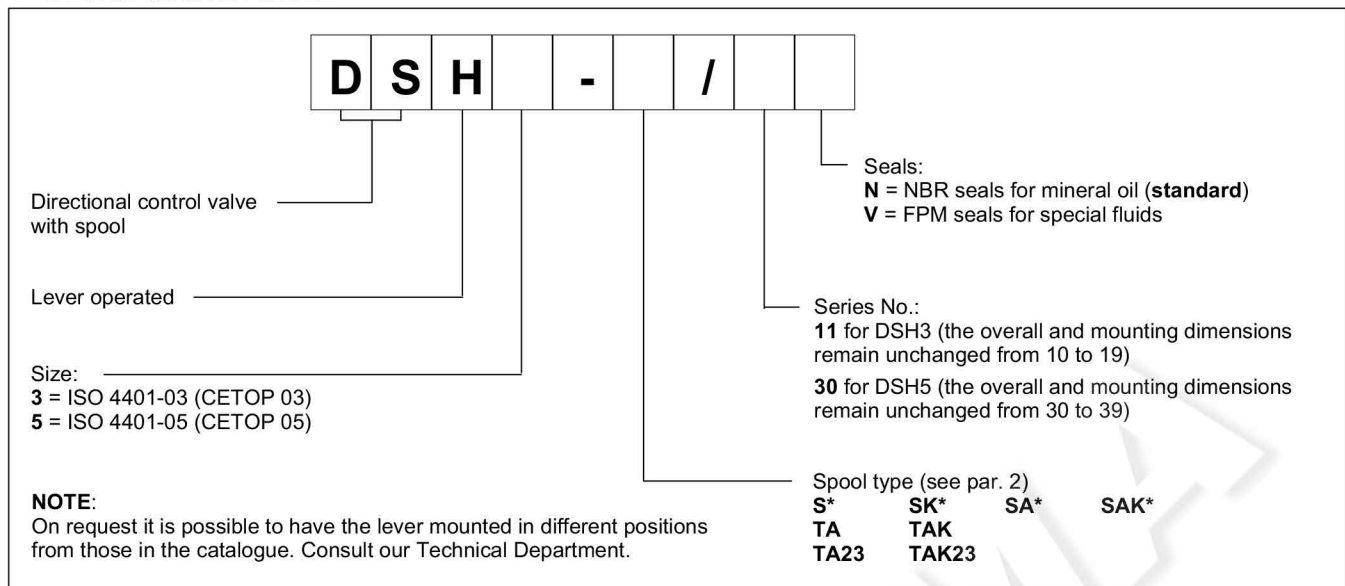 D S H - /
Directional control valve
with spool
Lever operated
Size:
3 = ISO 4401-03 (CETOP 03)
5 = ISO 4401-05 (CETOP 05)
NOTE:
On request it is possible to have the lever mounted in different positions
from those in the catalogue. Consult our Technical Department.
Seals:
N = NBR seals for mineral oil (standard)
V = FPM seals for special fluids
Series No.:
11 for DSH3 (the overall and mounting dimensions
remain unchanged from 10 to 19)
30 for DSH5 (the overall and mounting dimensions
remain unchanged from 30 to 39)
Spool type (see par. 2)
S* SK* SA* SAK*
TA TAK
TA23 TAK23